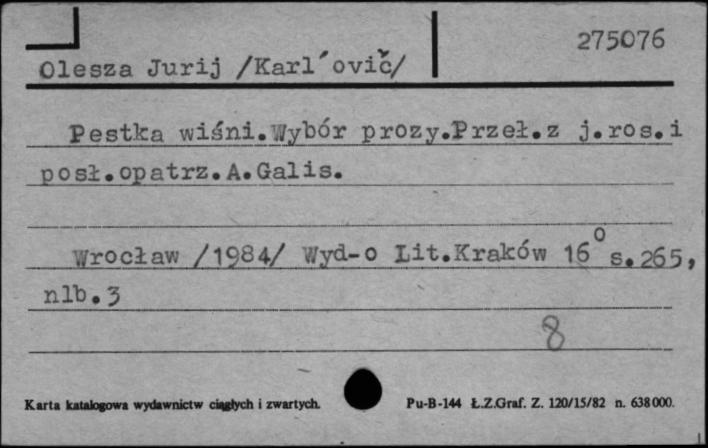 275076
Olesza Jurij /Karl´ovič/
Pestka wiśni.Wybór prozy.Przeł.z j.ros.i
posł.opatrz.A.Galis.
Wrocław /1984/ Wyd-o Lit.Kraków 16o s.265,
nlb.3
8
Karta katalogowa wydawnictw ciągłych i zwartych. Pu-B-144 Ł.Z.Graf. Z. 120/15/82 n. 638000.